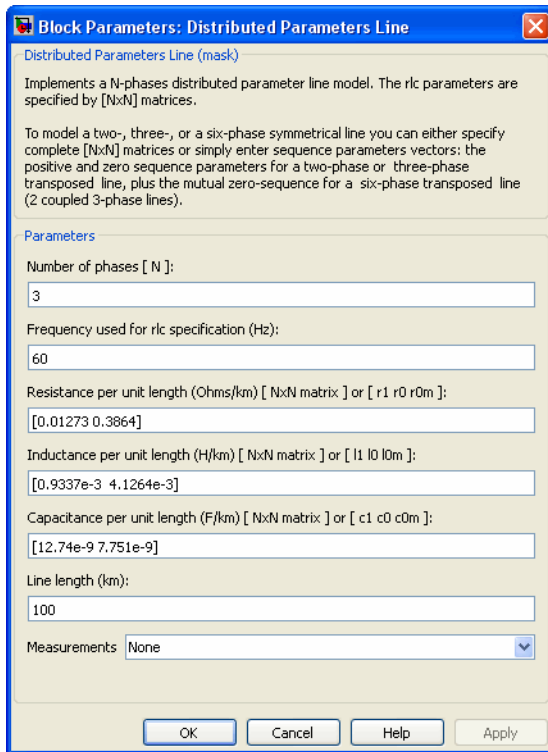 Block Parameters: Distributed Parameters Line
Distributed Parameters Line (mask)
Implements a N-phases distributed parameter line model. The rlc parameters are
specified by [NxN] matrices.
To model a two-, three-, or a six-phase symmetrical line you can either specify
complete [NxN] matrices or simply enter sequence parameters vectors: the
positive and zero sequence parameters for a two-phase or three-phase
transposed line, plus the mutual zero-sequence for a six-phase transposed line
(2 coupled 3-phase lines).
Parameters
Number of phases [ N ]:
3
Frequency used for rlc specification (Hz):
60
Resistance per unit length (Ohms/km) [ NxN matrix ] or [ r1 r0 r0m ]:
[0.01273 0.3864]
Inductance per unit length (H/km) [ NxN matrix ] or [ l1 l0 l0m ]:
[0.9337e-3 4.1264e-3]
Capacitance per unit length (F/km) [ NxN matrix ] or [ c1 c0 c0m ]:
[12.74e-9 7.751e-9]
Line length (km):
100
Measurements None
OK Cancel Help Apply